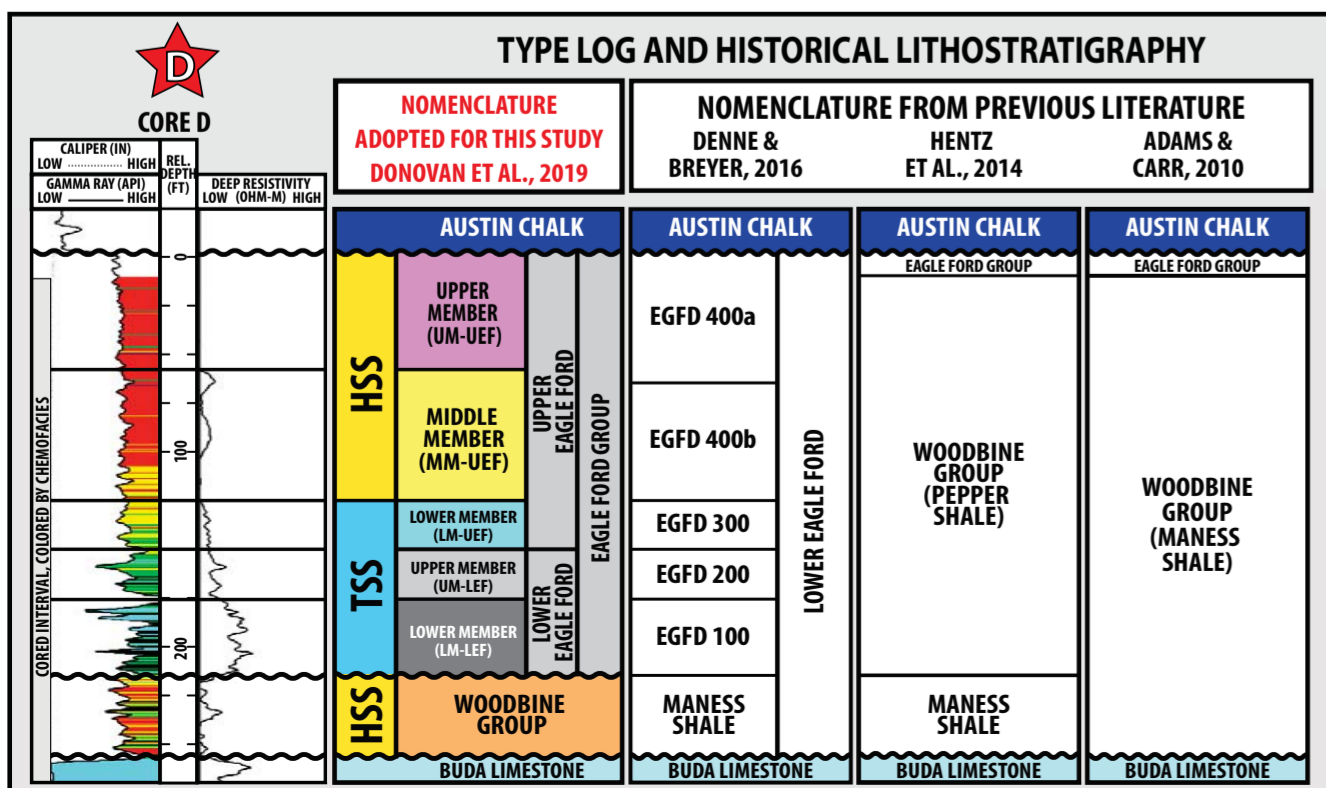 TYPE LOG AND HISTORICAL LITHOSTRATIGRAPHY
D
CORE D
CALIPER (IN)
LOW HIGH
GAMMA RAY (API)
LOW HIGH
REL.
DEPTH
(FT)
DEEP RESISTIVITY
LOW (OHM-M) HIGH
CORED INTERVAL, COLORED BY CHEMOFACIES
0
100
200
NOMENCLATURE
ADOPTED FOR THIS STUDY
DONOVAN ET AL., 2019
NOMENCLATURE FROM PREVIOUS LITERATURE
DENNE &
BREYER, 2016
HENTZ
ET AL., 2014
ADAMS &
CARR, 2010
AUSTIN CHALK
HSS
TSS
HSS
UPPER
MEMBER
(UM-UEF)
MIDDLE
MEMBER
(MM-UEF)
LOWER MEMBER
(LM-UEF)
UPPER MEMBER
(UM-LEF)
LOWER MEMBER
(LM-LEF)
UPPER
EAGLE FORD
LOWER
EAGLE FORD
EAGLE FORD GROUP
WOODBINE
GROUP
BUDA LIMESTONE
AUSTIN CHALK
EGFD 400a
EGFD 400b
EGFD 300
EGFD 200
EGFD 100
MANESS
SHALE
LOWER EAGLE FORD
BUDA LIMESTONE
AUSTIN CHALK
EAGLE FORD GROUP
WOODBINE
GROUP
(PEPPER
SHALE)
MANESS
SHALE
BUDA LIMESTONE
AUSTIN CHALK
EAGLE FORD GROUP
WOODBINE
GROUP
(MANESS
SHALE)
BUDA LIMESTONE